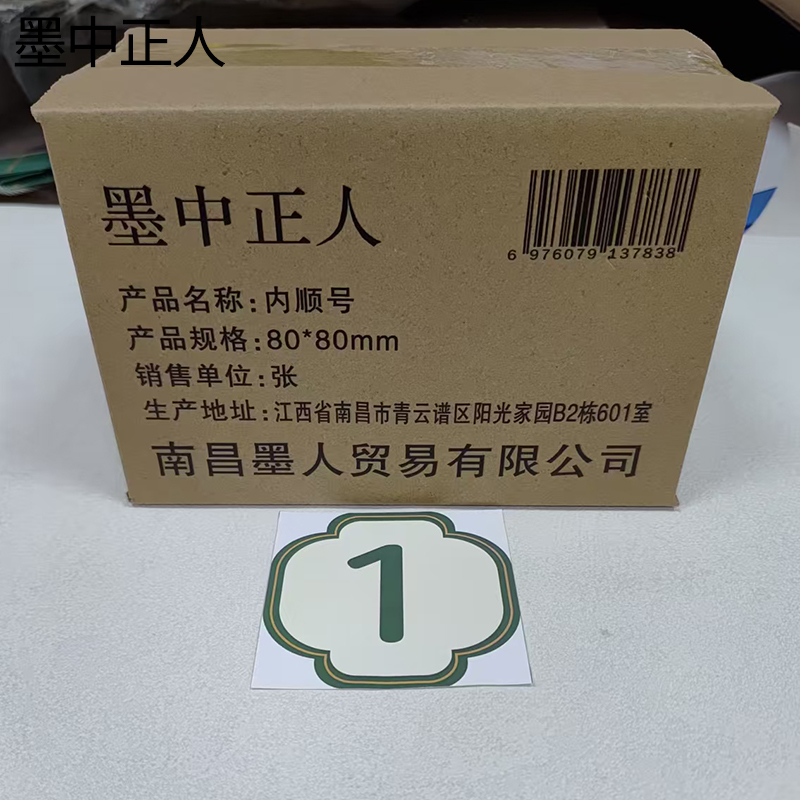 墨中正人
墨中正人
6 976079 137838
产品名称:内顺号
产品规格:80*80mm
销售单位:张
生产地址:江西省南昌市青云谱区阳光家园B2栋601室
南昌墨人贸易有限公司
1